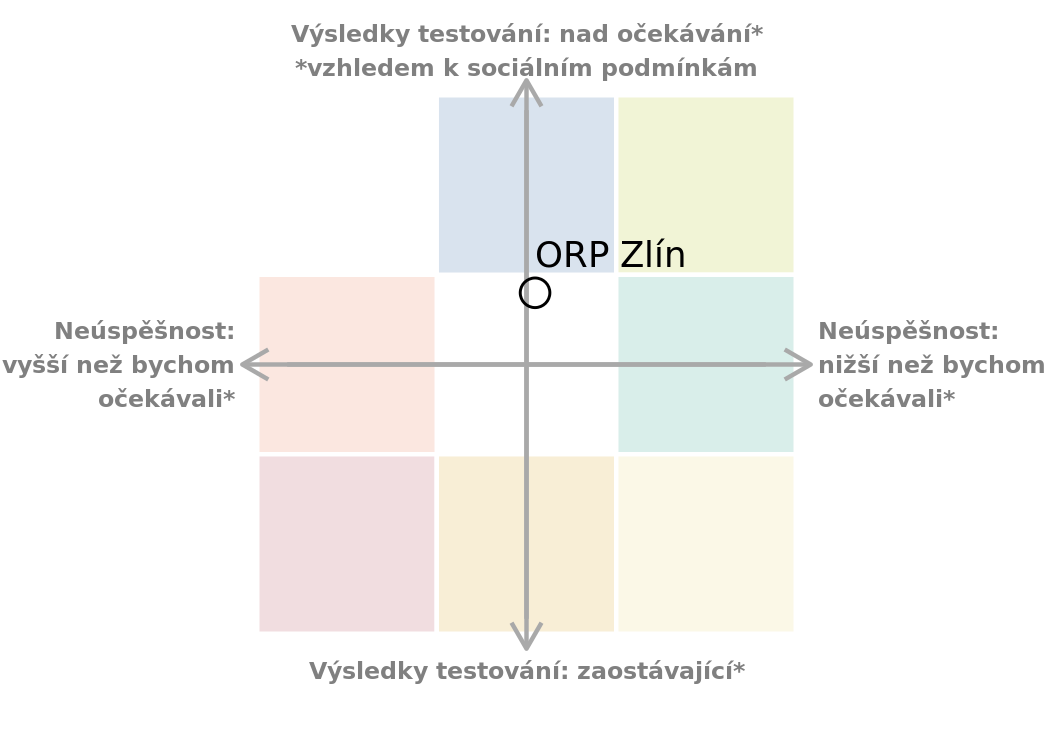 Výsledky testování: nad očekávání*
*vzhledem k sociálním podmínkám
ORP Zlín
Neúspěšnost:
vyšší než bychom
očekávali*
Neúspěšnost:
nižší než bychom
očekávali*
Výsledky testování: zaostávající*